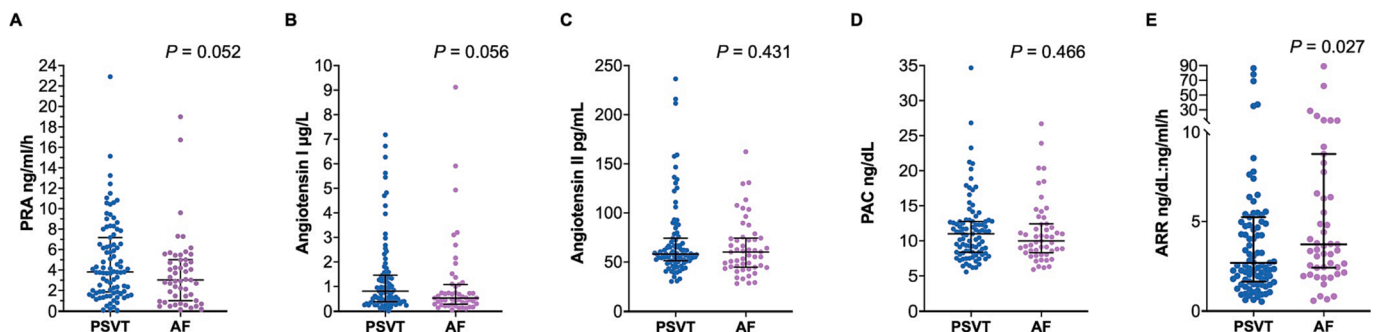 A
P = 0.052
PRA ng/ml/h
24
22
20
18
16
14
12
10
8
6
4
2
0
PSVT AF
B
P = 0.056
Angiotensin I µg/L
10
9
8
7
6
5
4
3
2
1
0
PSVT AF
C
P = 0.431
Angiotensin II pg/mL
250
200
150
100
50
0
PSVT AF
D
P = 0.466
PAC ng/dL
35
30
25
20
15
10
5
0
PSVT AF
E
P = 0.027
ARR ng/dL:ng/ml/h
90
70
50
30
10
5
0
PSVT AF